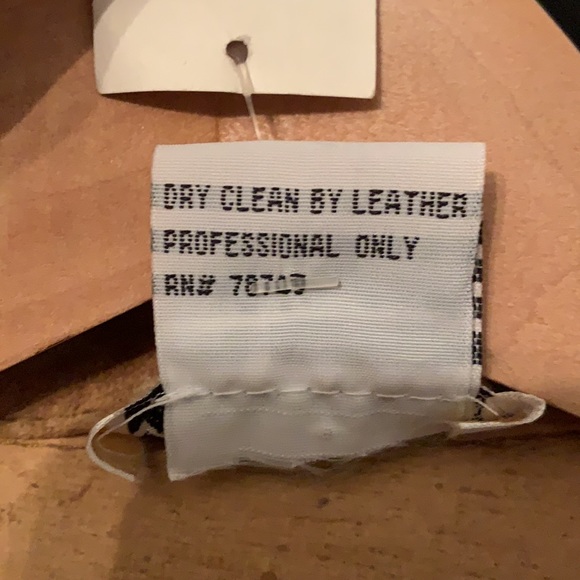 DRY CLEAN BY LEATHER
PROFESSIONAL ONLY
RN#